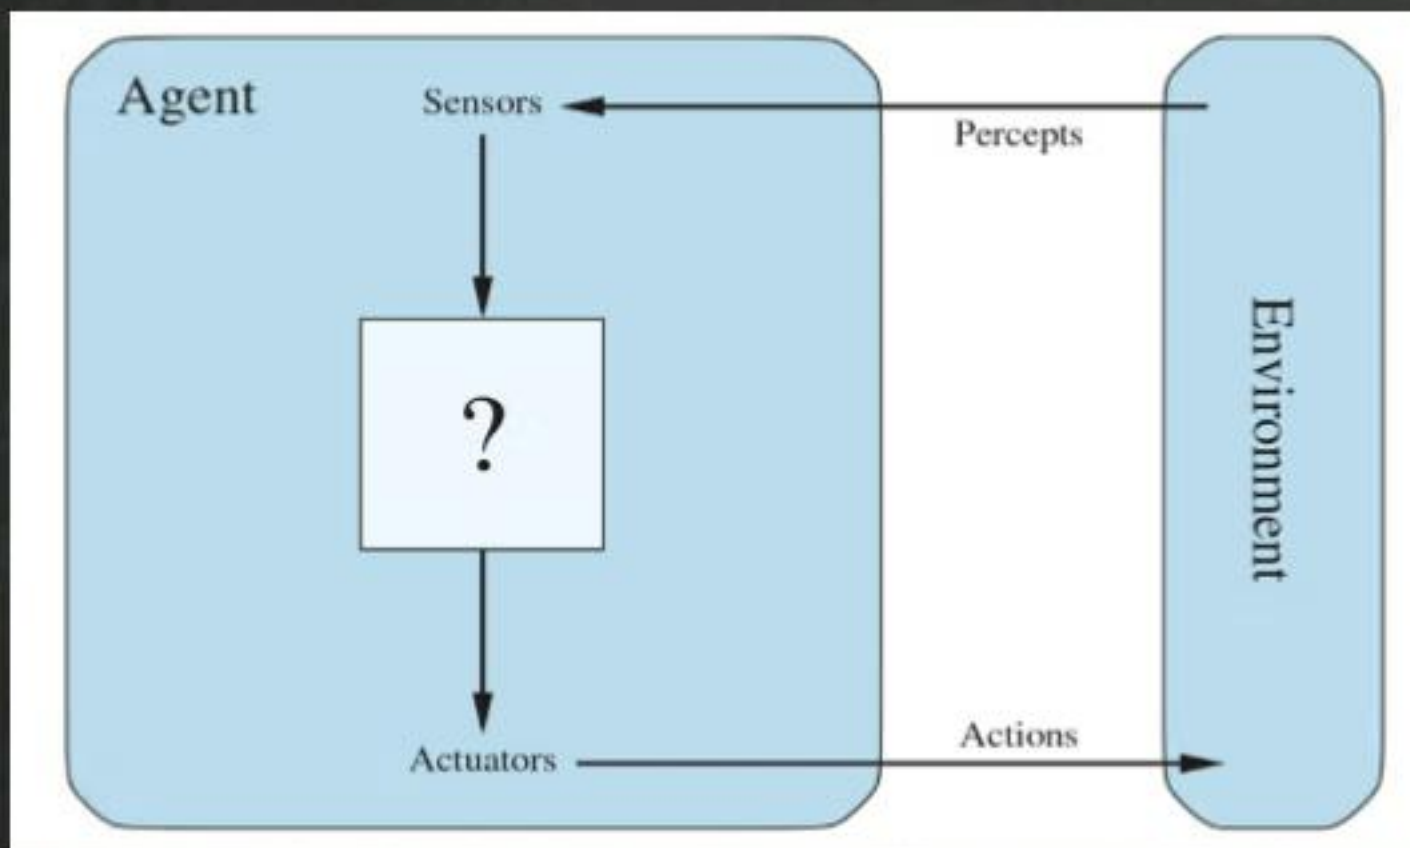 Agent
Sensors
Percepts
?
Environment
Actuators
Actions